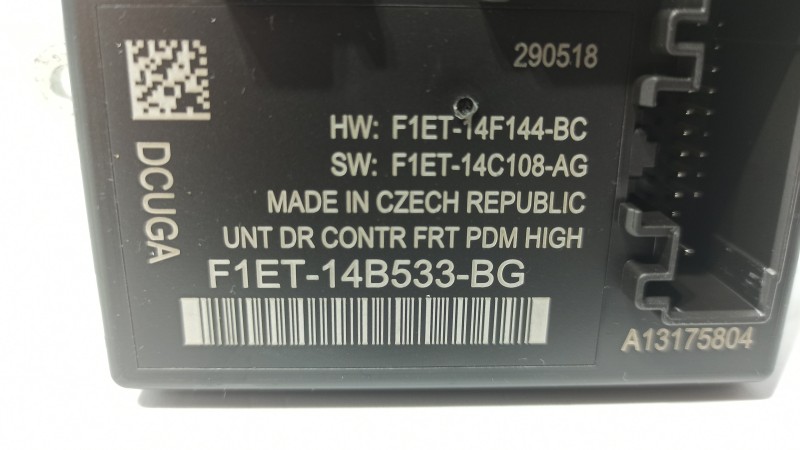 290518
HW: F1ET-14F144-BC
SW: F1ET-14C108-AG
MADE IN CZECH REPUBLIC
UNT DR CONTR FRT PDM HIGH
F1ET-14B533-BG
DCUGA
A13175804